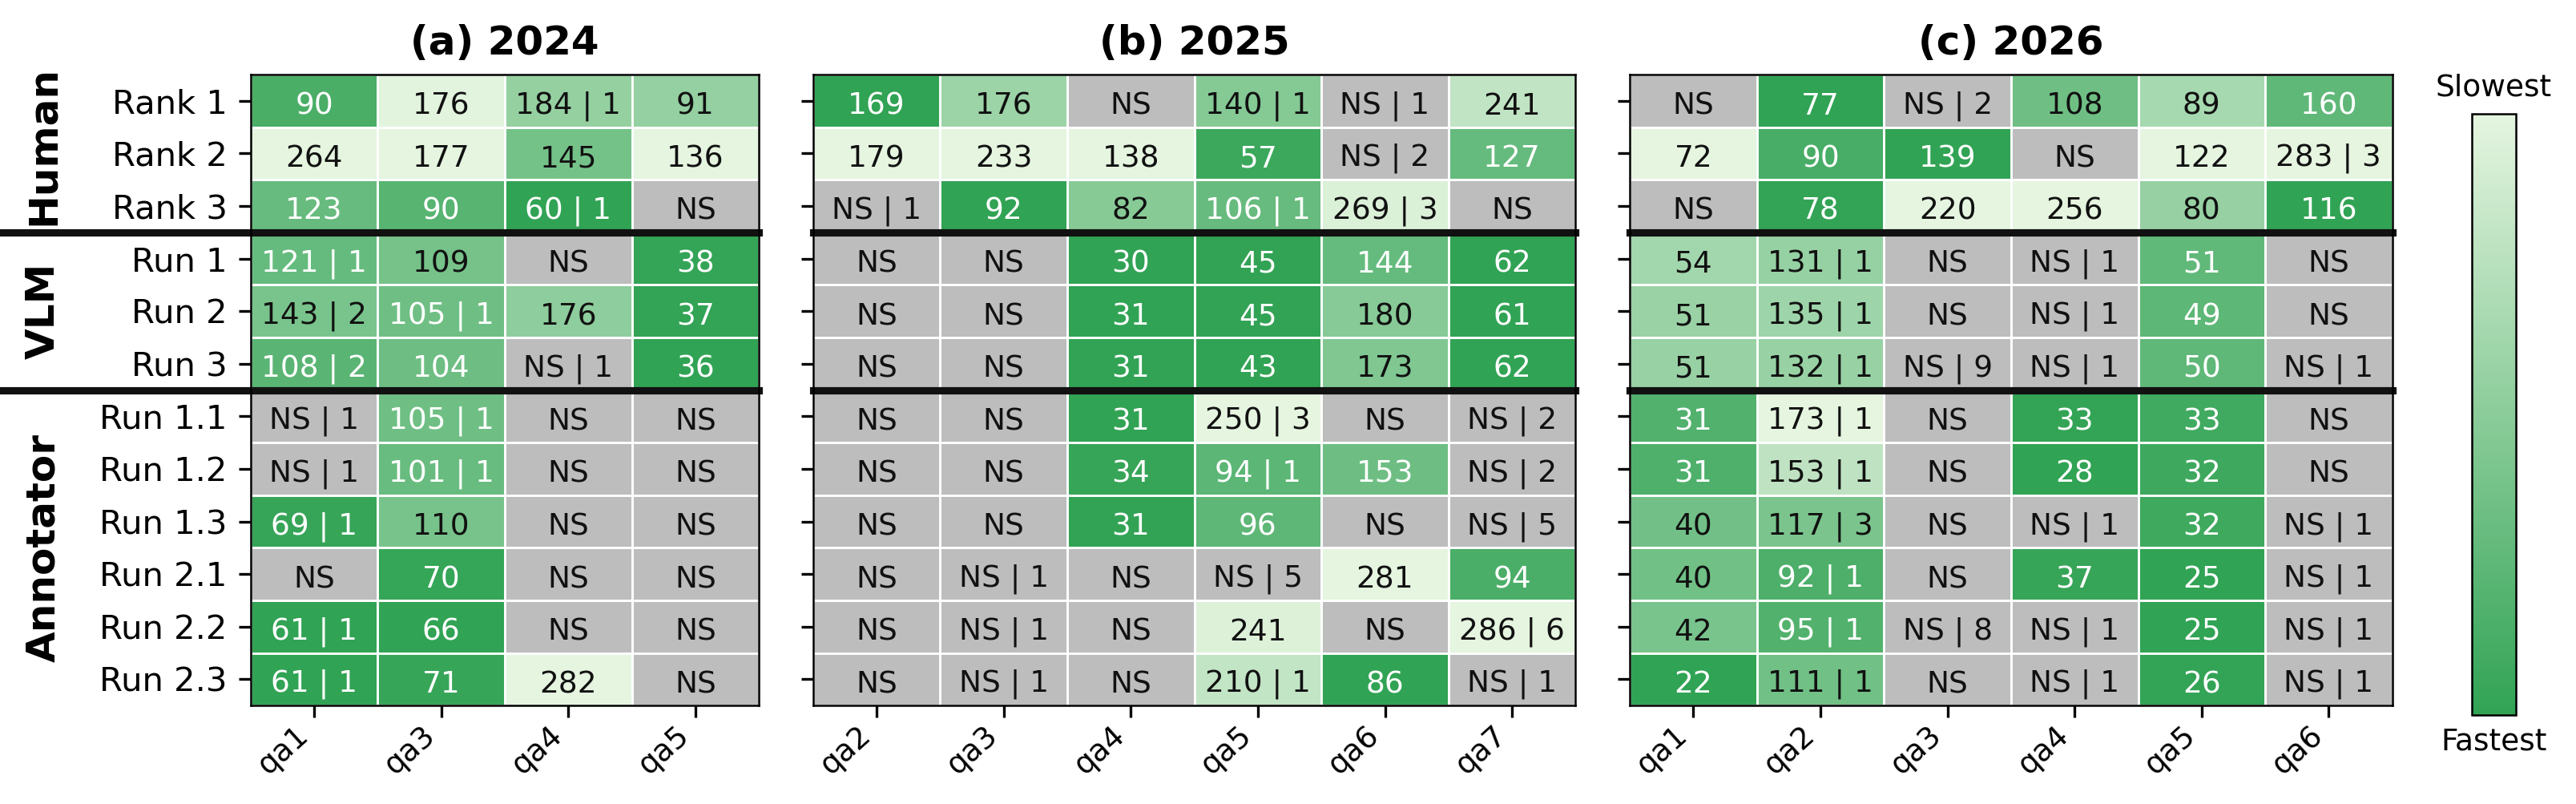 (a) 2024 (b) 2025 (c) 2026
Slowest
Human
Rank 1 90 176 184 | 1 91 169 176 NS 140 | 1 NS | 1 241 NS 77 NS | 2 108 89 160
Rank 2 264 177 145 136 179 233 138 57 NS | 2 127 72 90 139 NS 122 283 | 3
Rank 3 123 90 60 | 1 NS NS | 1 92 82 106 | 1 269 | 3 NS NS 78 220 256 80 116
VLM
Run 1 121 | 1 109 NS 38 NS NS 30 45 144 62 54 131 | 1 NS NS | 1 51 NS
Run 2 143 | 2 105 | 1 176 37 NS NS 31 45 180 61 51 135 | 1 NS NS | 1 49 NS
Run 3 108 | 2 104 NS | 1 36 NS NS 31 43 173 62 51 132 | 1 NS | 9 NS | 1 50 NS | 1
Annotator
Run 1.1 NS | 1 105 | 1 NS NS NS NS 31 250 | 3 NS NS | 2 31 173 | 1 NS 33 33 NS
Run 1.2 NS | 1 101 | 1 NS NS NS NS 34 94 | 1 153 NS | 2 31 153 | 1 NS 28 32 NS
Run 1.3 69 | 1 110 NS NS NS NS 31 96 NS NS | 5 40 117 | 3 NS NS | 1 32 NS | 1
Run 2.1 NS 70 NS NS NS NS | 1 NS NS | 5 281 94 40 92 | 1 NS 37 25 NS | 1
Run 2.2 61 | 1 66 NS NS NS NS | 1 NS 241 NS 286 | 6 42 95 | 1 NS | 8 NS | 1 25 NS | 1
Run 2.3 61 | 1 71 282 NS NS NS | 1 NS 210 | 1 86 NS | 1 22 111 | 1 NS NS | 1 26 NS | 1
Fastest
qa1 qa3 qa4 qa5 qa2 qa3 qa4 qa5 qa6 qa7 qa1 qa2 qa3 qa4 qa5 qa6